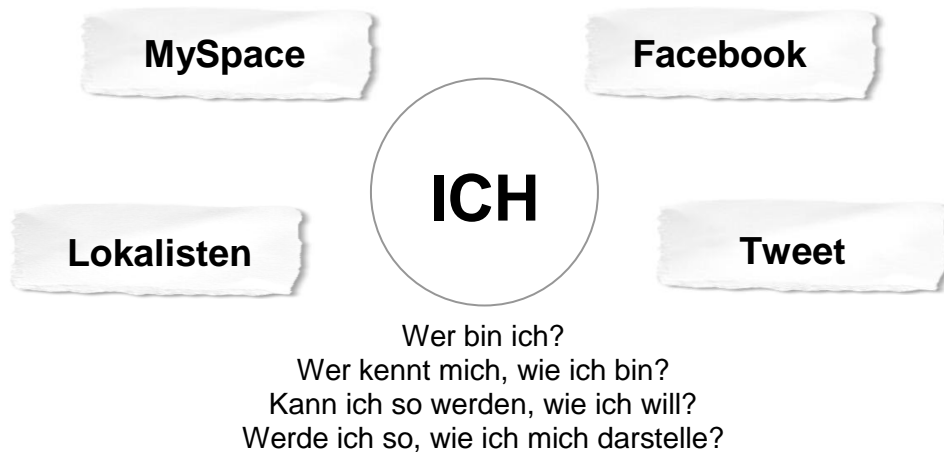 MySpace
Facebook
ICH
Lokalisten
Tweet
Wer bin ich?
Wer kennt mich, wie ich bin?
Kann ich so werden, wie ich will?
Werde ich so, wie ich mich darstelle?